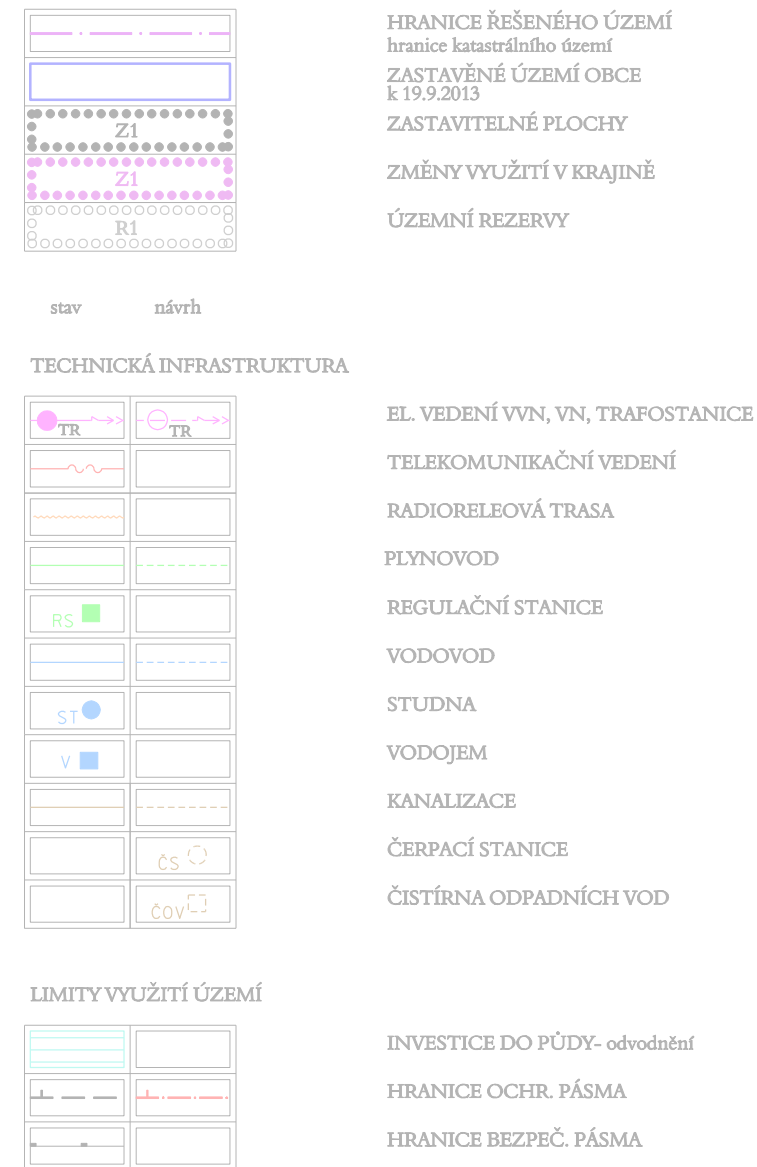 HRANICE ŘEŠENÉHO ÚZEMÍ
hranice katastrálního území
ZASTAVĚNÉ ÚZEMÍ OBCE
k 19.9.2013
Z1 ZASTAVITELNÉ PLOCHY
Z1 ZMĚNY VYUŽITÍ V KRAJINĚ
R1 ÚZEMNÍ REZERVY
stav návrh
TECHNICKÁ INFRASTRUKTURA
TR TR EL. VEDENÍ VVN, VN, TRAFOSTANICE
TELEKOMUNIKAČNÍ VEDENÍ
RADIORELEOVÁ TRASA
PLYNOVOD
RS REGULAČNÍ STANICE
VODOVOD
ST STUDNA
V VODOJEM
KANALIZACE
ČS ČERPACÍ STANICE
ČOV ČISTÍRNA ODPADNÍCH VOD
LIMITY VYUŽITÍ ÚZEMÍ
INVESTICE DO PŮDY- odvodnění
HRANICE OCHR. PÁSMA
HRANICE BEZPEČ. PÁSMA